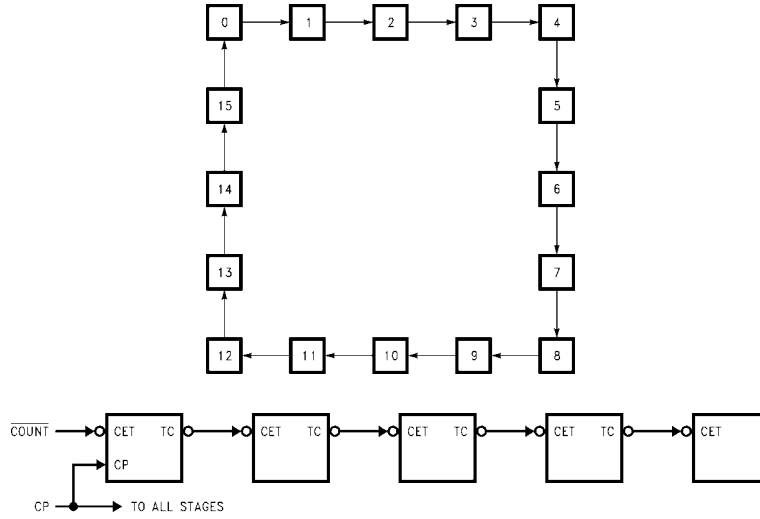 0 1 2 3 4
15 5
14 6
13 7
12 11 10 9 8
COUNT CET TC CET TC CET TC CET TC CET
CP
CP TO ALL STAGES